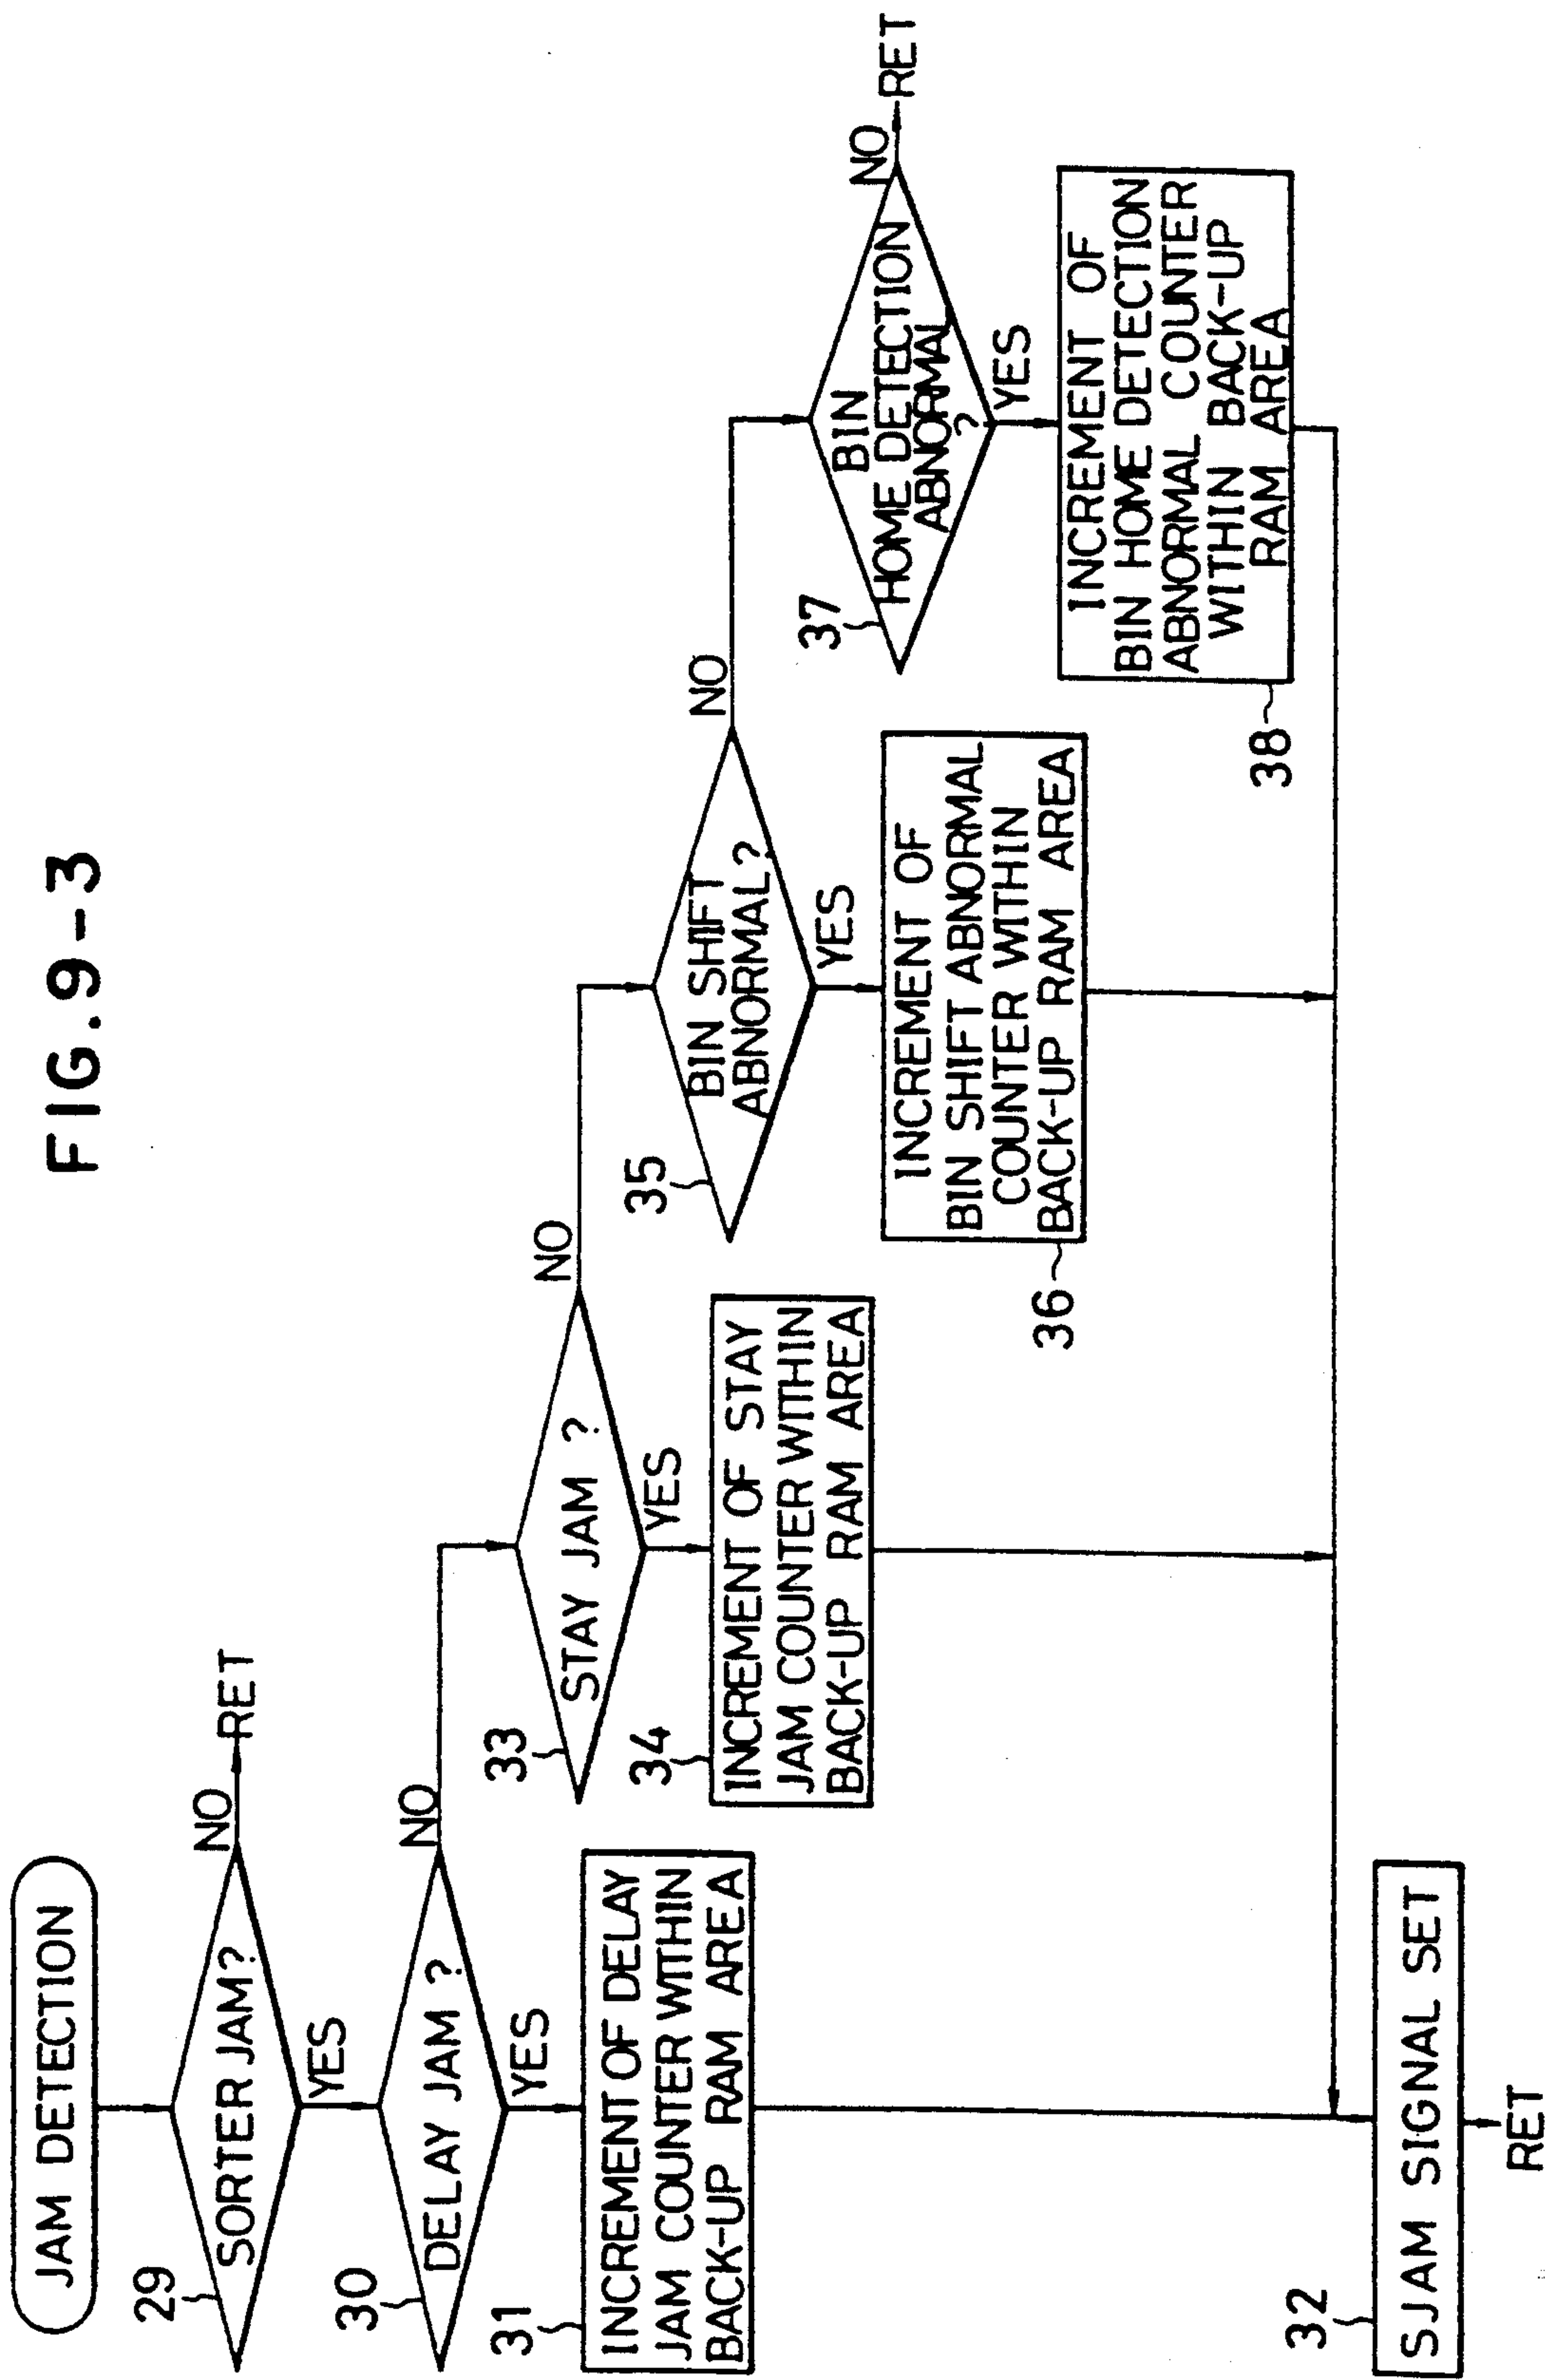 FIG.9-3
JAM DETECTION
29
SORTER JAM?
NO
RET
YES
30
DELAY JAM ?
NO
YES
31
INCREMENT OF DELAY
JAM COUNTER WITHIN
BACK-UP RAM AREA
33
STAY JAM ?
NO
YES
34
INCREMENT OF STAY
JAM COUNTER WITHIN
BACK-UP RAM AREA
35
BIN SHIFT
ABNORMAL?
NO
YES
36
INCREMENT OF
BIN SHIFT ABNORMAL
COUNTER WITHIN
BACK-UP RAM AREA
37
BIN
HOME DETECTION
ABNORMAL
?
NO
RET
YES
38
INCREMENT OF
BIN HOME DETECTION
ABNORMAL COUNTER
WITHIN BACK-UP
RAM AREA
32
SJAM SIGNAL SET
RET